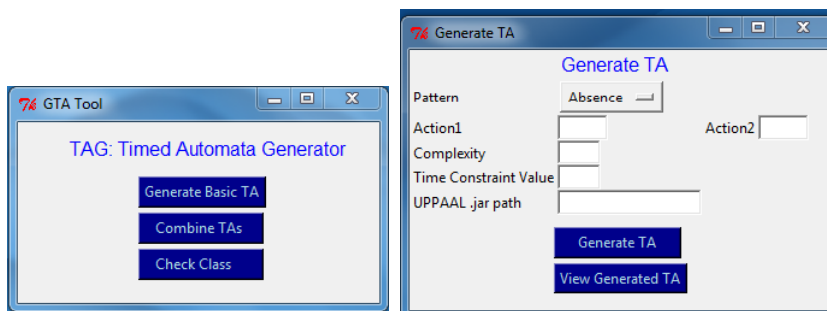 GTA Tool
TAG: Timed Automata Generator
Generate Basic TA
Combine TAs
Check Class
Generate TA
Generate TA
Pattern Absence
Action1 Action2
Complexity
Time Constraint Value
UPPAAL .jar path
Generate TA
View Generated TA